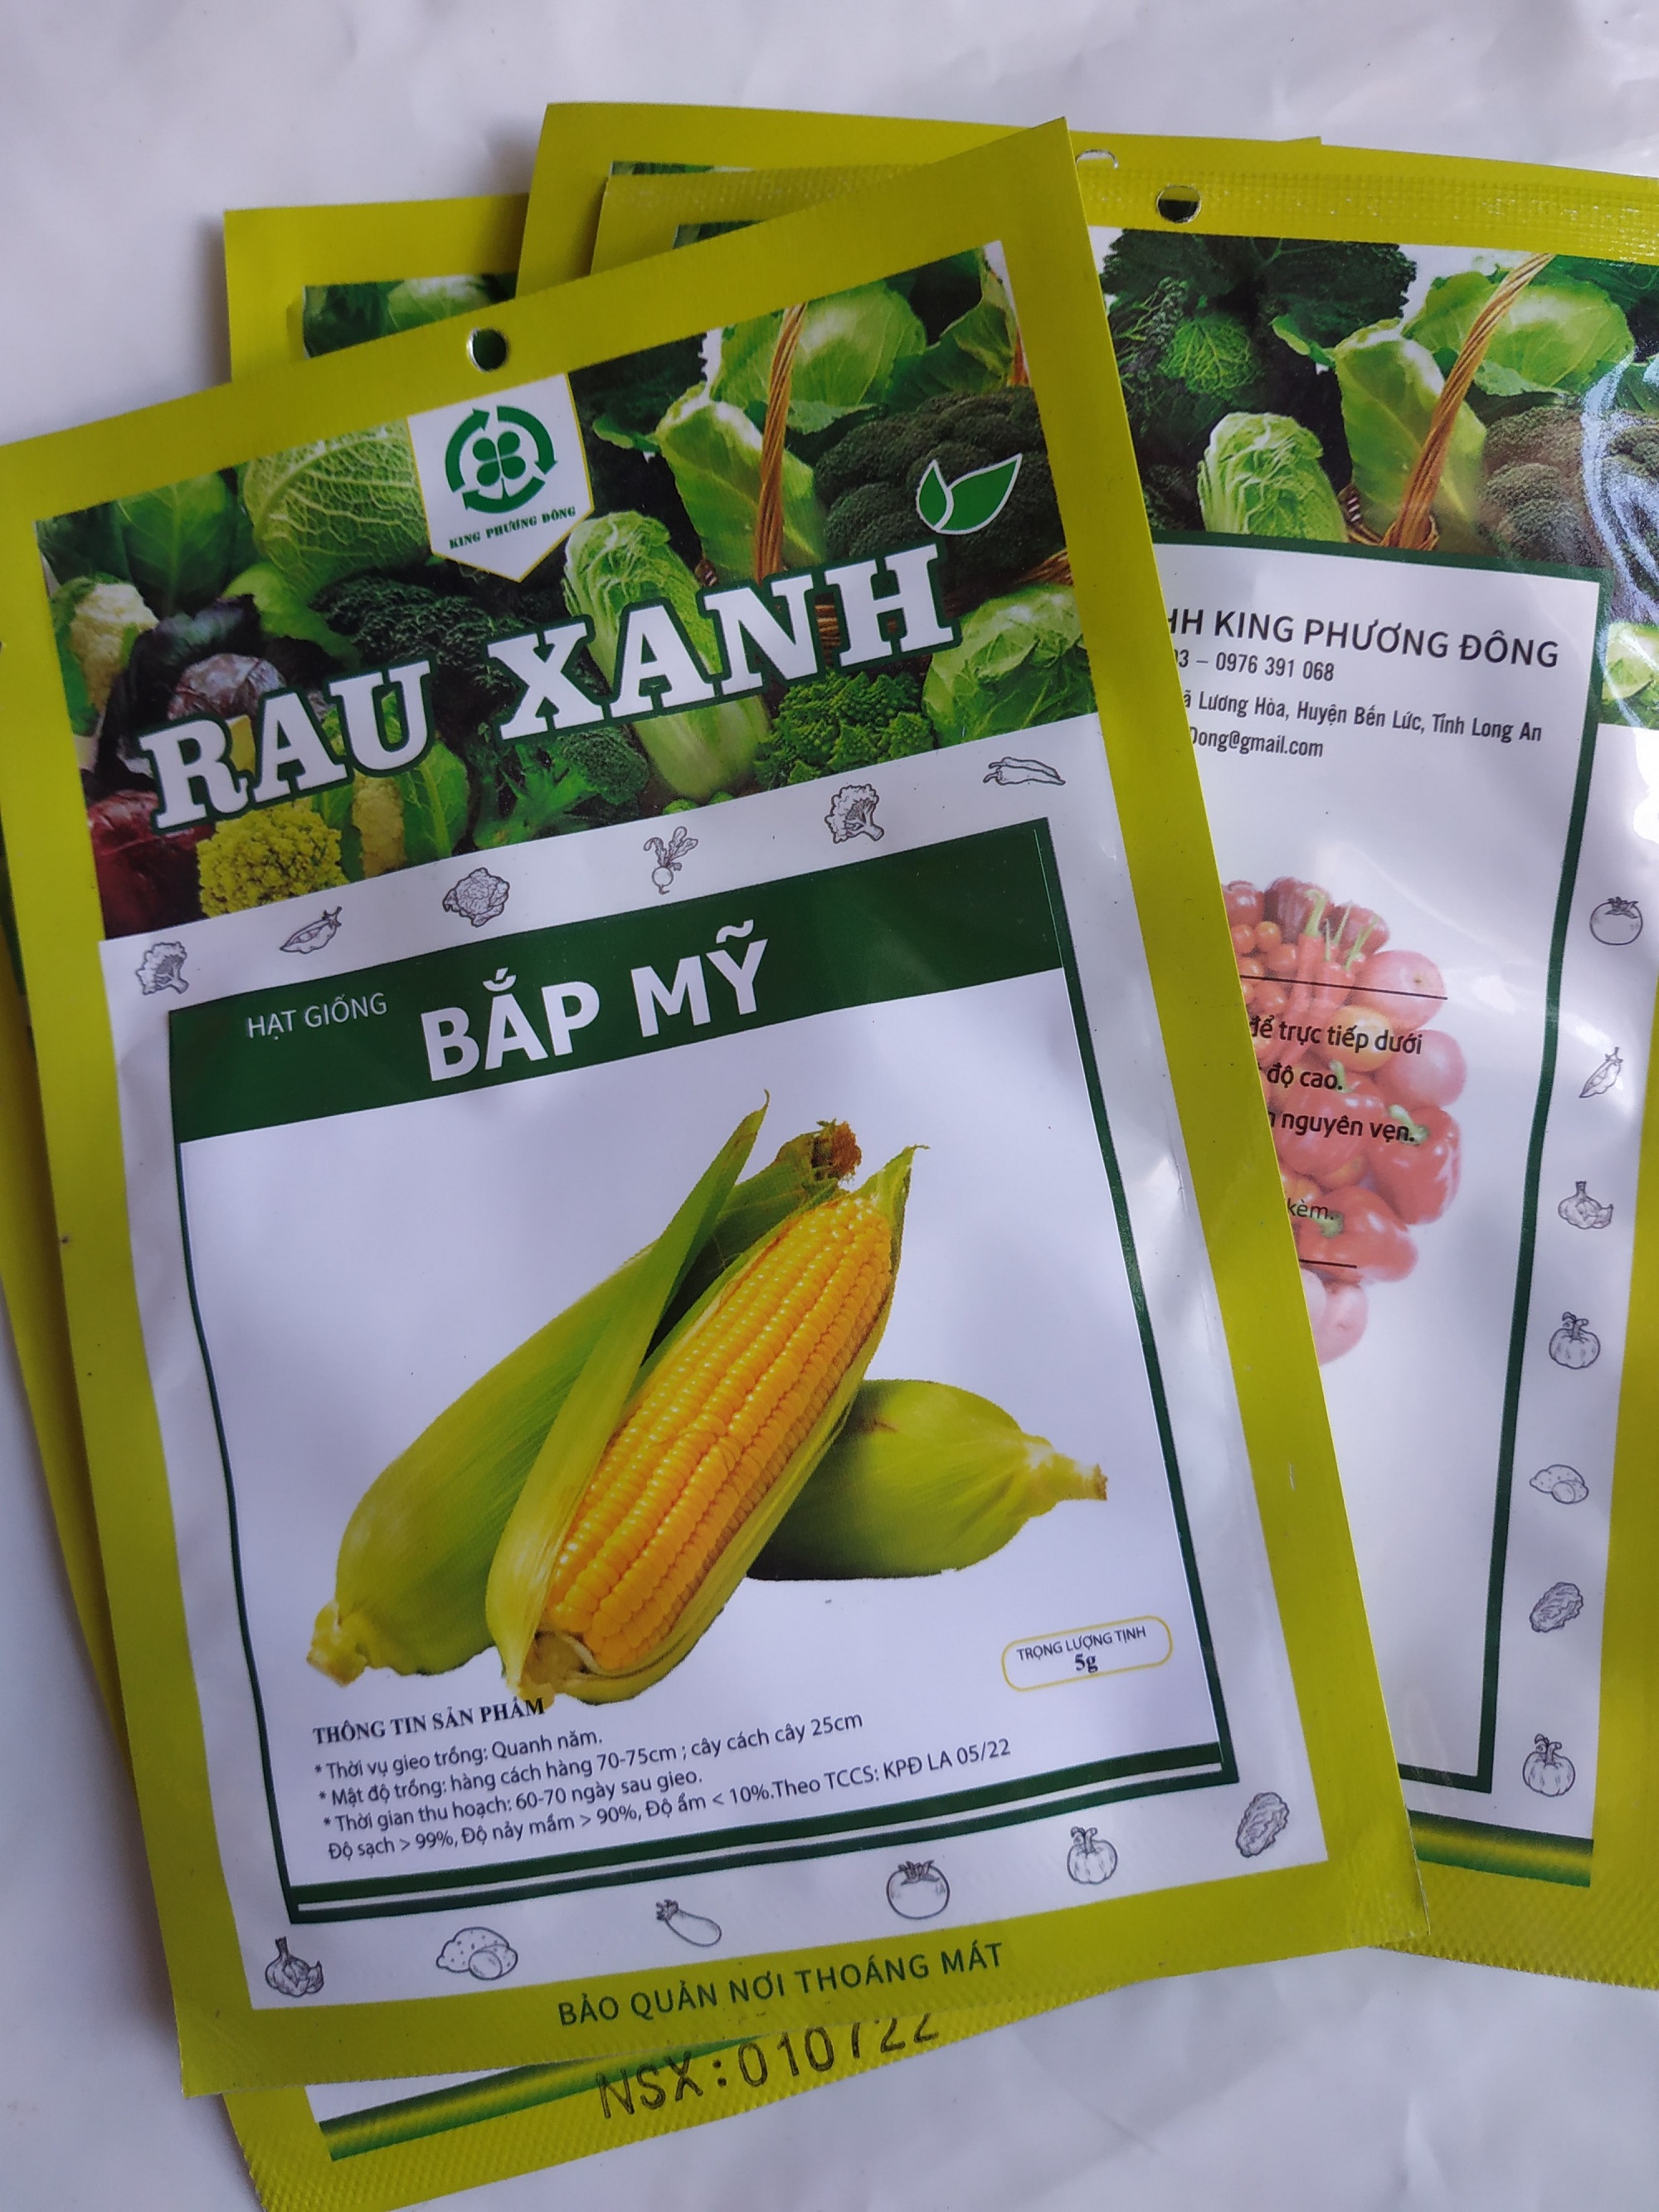 KING PHƯƠNG ĐÔNG
RAU XANH
HẠT GIỐNG
BẮP MỸ
TRỌNG LƯỢNG TỊNH
5g
THÔNG TIN SẢN PHẨM
* Thời vụ gieo trồng: Quanh năm.
* Mật độ trồng: hàng cách hàng 70-75cm ; cây cách cây 25cm
* Thời gian thu hoạch: 60-70 ngày sau gieo.
Độ sạch > 99%, Độ nảy mầm > 90%, Độ ẩm < 10%.Theo TCCS: KPĐ LA 05/22
BẢO QUẢN NƠI THOÁNG MÁT
NSX:010722
KING PHƯƠNG ĐÔNG
– 0976 391 068
Lương Hòa, Huyện Bến Lức, Tỉnh Long An
Dong@gmail.com
để trực tiếp dưới
độ cao.
nguyên vẹn.
kèm.